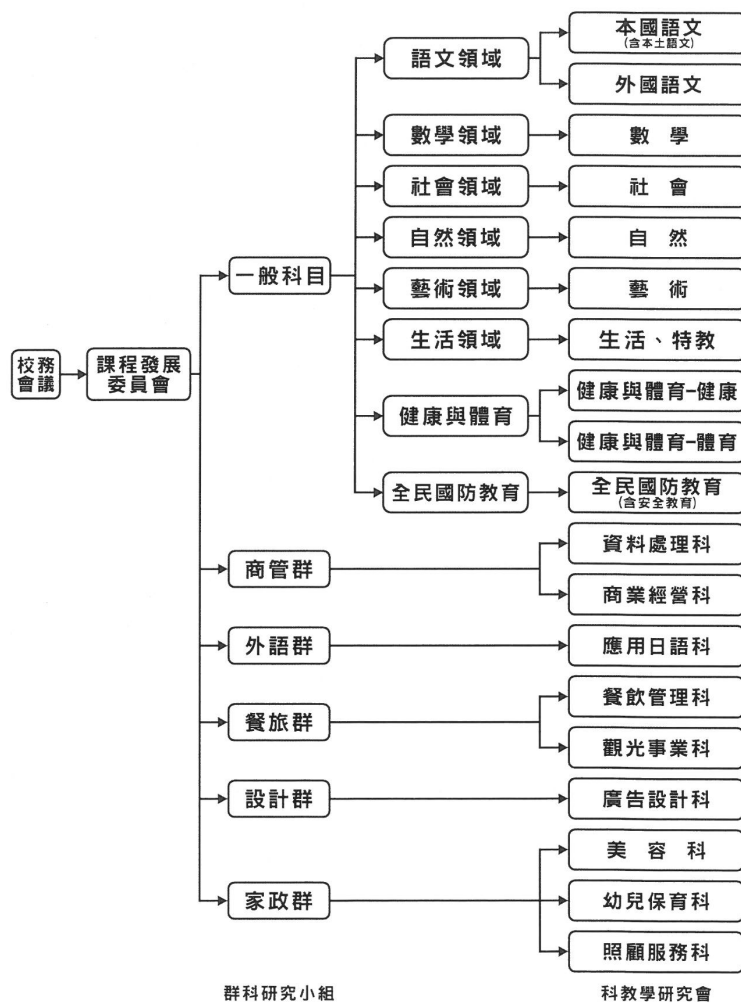 校務
會議
課程發展
委員會
一般科目
語文領域
本國語文
(含本土語文)
外國語文
數學領域
數 學
社會領域
社 會
自然領域
自 然
藝術領域
藝 術
生活領域
生活、特教
健康與體育
健康與體育-健康
健康與體育-體育
全民國防教育
全民國防教育
(含安全教育)
商管群
資料處理科
商業經營科
外語群
應用日語科
餐旅群
餐飲管理科
觀光事業科
設計群
廣告設計科
家政群
美 容 科
幼兒保育科
照顧服務科
群科研究小組
科教學研究會